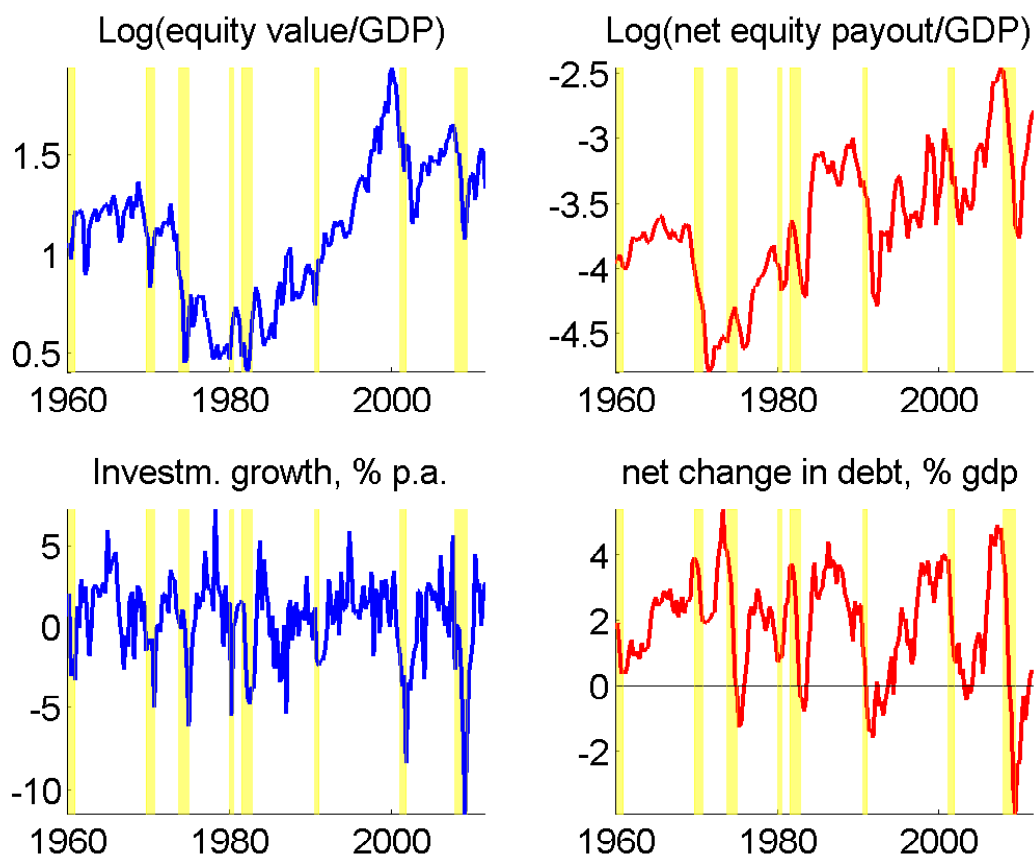 Log(equity value/GDP)
1.5
1
0.5
1960 1980 2000
Log(net equity payout/GDP)
-2.5
-3
-3.5
-4
-4.5
1960 1980 2000
Investm. growth, % p.a.
5
0
-5
-10
1960 1980 2000
net change in debt, % gdp
4
2
0
-2
1960 1980 2000